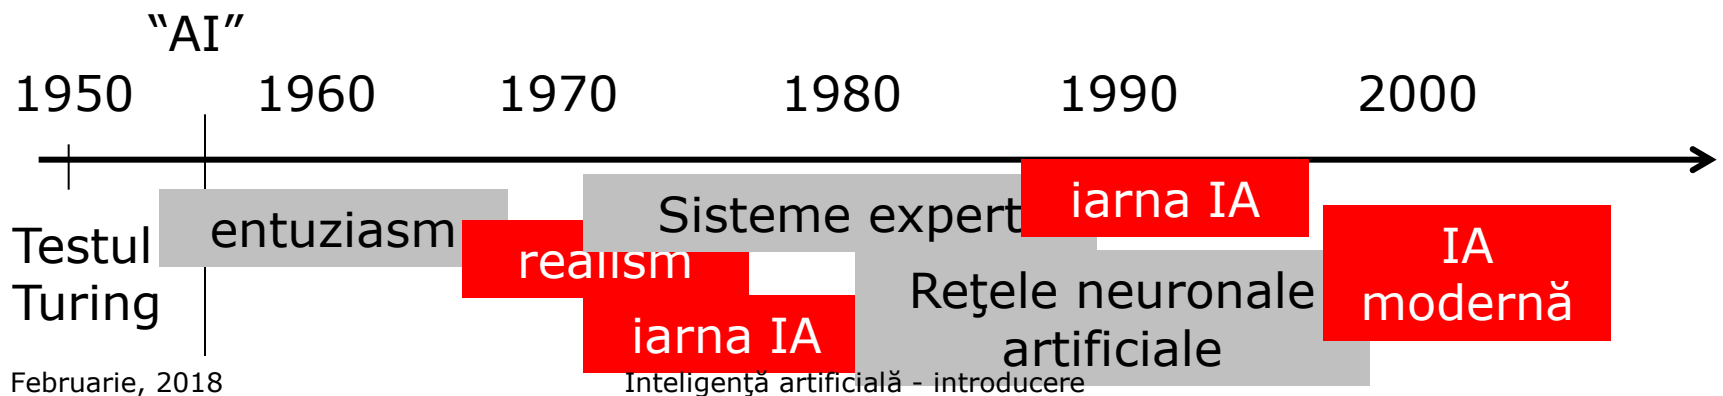 “AI”
1950 1960 1970 1980 1990 2000
Testul
Turing
entuziasm
realism
iarna IA
Sisteme expert
iarna IA
Reţele neuronale
artificiale
IA
modernă
Februarie, 2018
Inteligenţă artificială - introducere